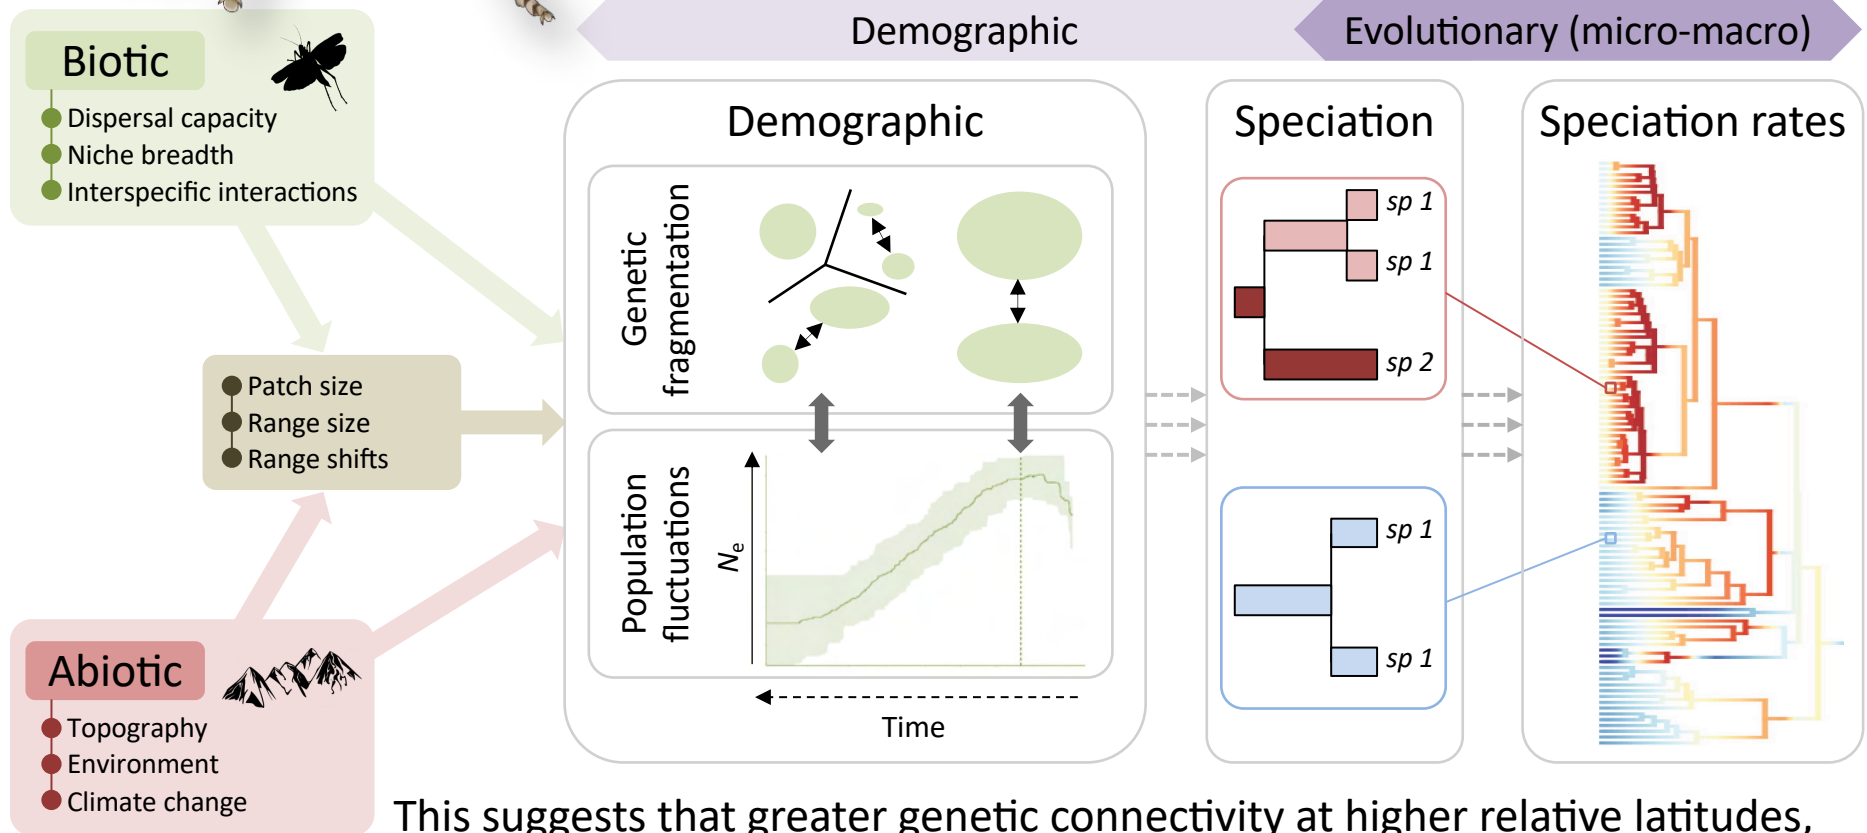 Demographic
Evolutionary (micro-macro)
Biotic
Dispersal capacity
Niche breadth
Interspecific interactions
Patch size
Range size
Range shifts
Abiotic
Topography
Environment
Climate change
Demographic
Genetic
fragmentation
Population
fluctuations
Ne
Time
Speciation
sp 1
sp 1
sp 2
sp 1
sp 1
Speciation rates
This suggests that greater genetic connectivity at higher relative latitudes,